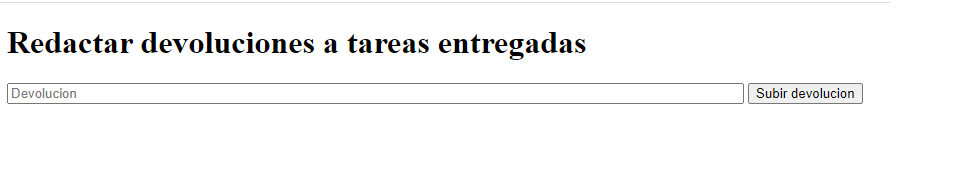 Redactar devoluciones a tareas entregadas
Devolucion Subir devolucion